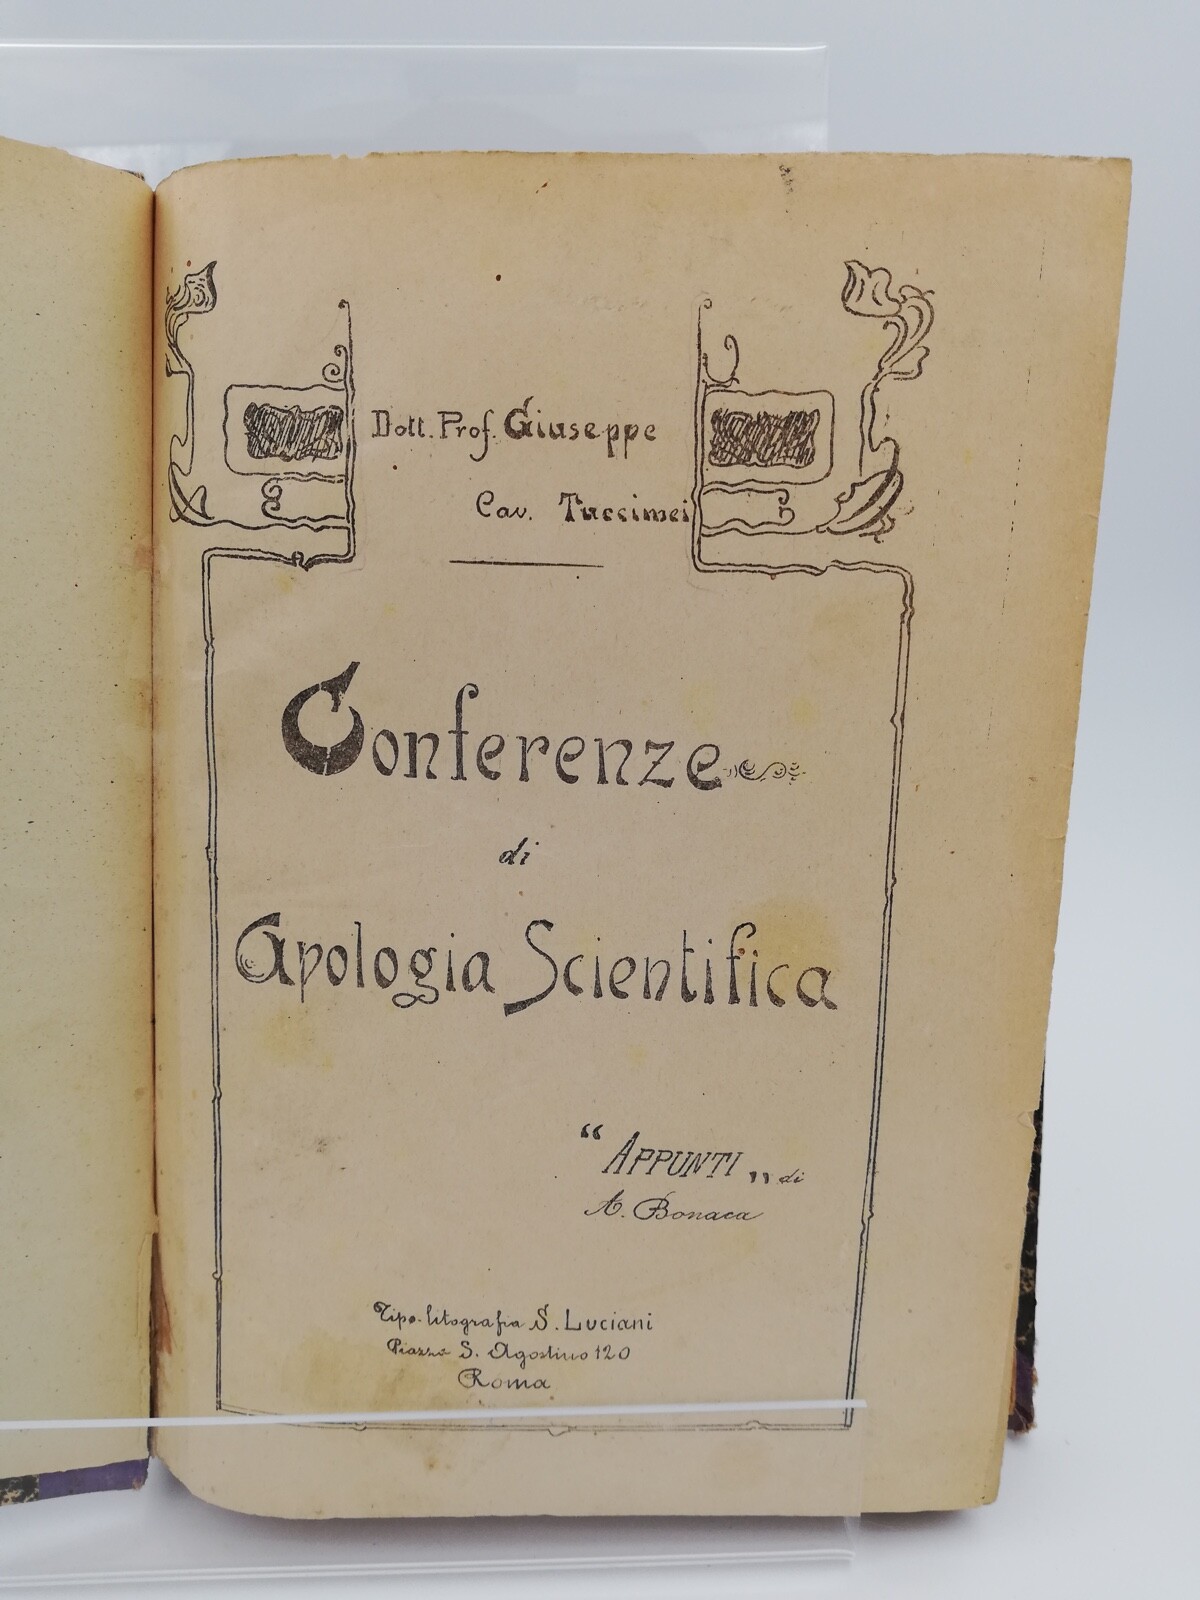 Dott. Prof. Giuseppe
Cav. Tuccimei
Conferenze
di
Apologia Scientifica
“ APPUNTI „ di
A. Bonaca
Tipo-litografia S. Luciani
Piazza S. Agostino 120
Roma